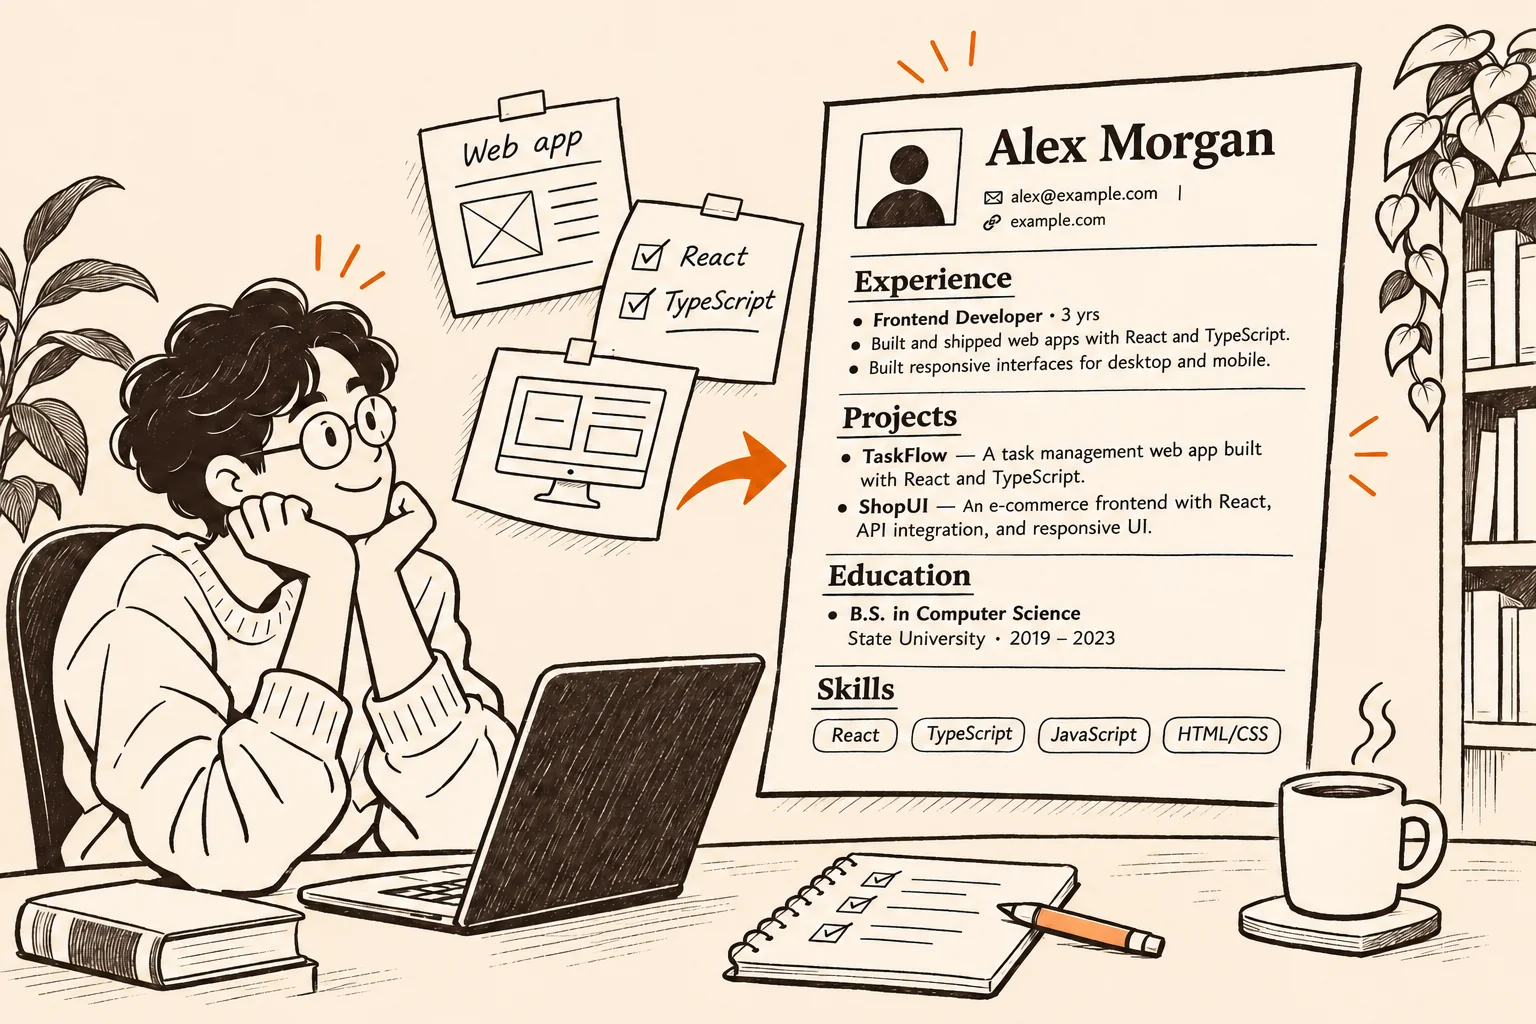 Web app
React
TypeScript
Alex Morgan
alex@example.com |
example.com
Experience
• Frontend Developer • 3 yrs
• Built and shipped web apps with React and TypeScript.
• Built responsive interfaces for desktop and mobile.
Projects
• TaskFlow — A task management web app built
with React and TypeScript.
• ShopUI — An e-commerce frontend with React,
API integration, and responsive UI.
Education
• B.S. in Computer Science
State University • 2019 – 2023
Skills
React TypeScript JavaScript HTML/CSS